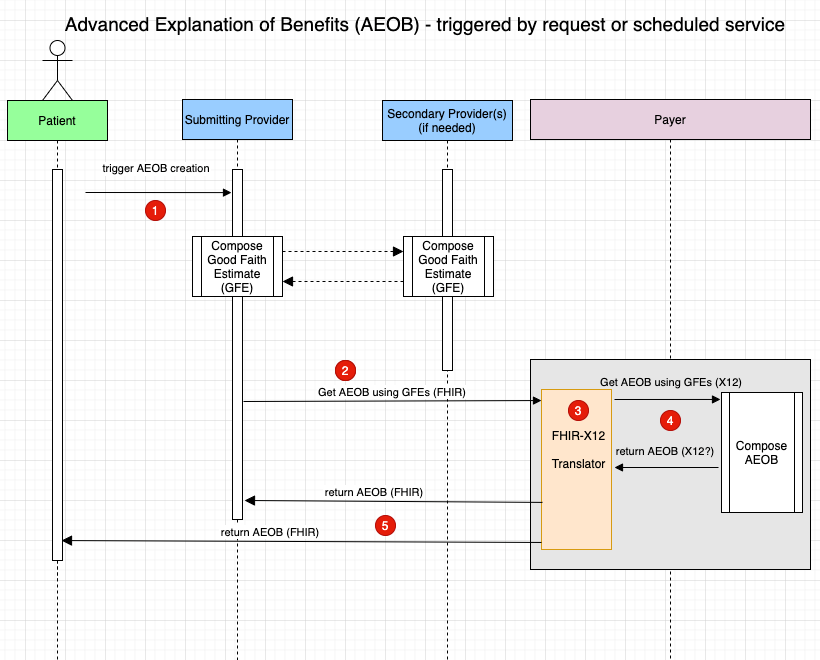 Advanced Explanation of Benefits (AEOB) - triggered by request or scheduled service
Patient
Submitting Provider
Secondary Provider(s)
(if needed)
Payer
trigger AEOB creation
1
Compose
Good Faith
Estimate
(GFE)
Compose
Good Faith
Estimate
(GFE)
2
Get AEOB using GFEs (FHIR)
Get AEOB using GFEs (X12)
3
4
FHIR-X12
Translator
return AEOB (X12?)
Compose
AEOB
return AEOB (FHIR)
5
return AEOB (FHIR)